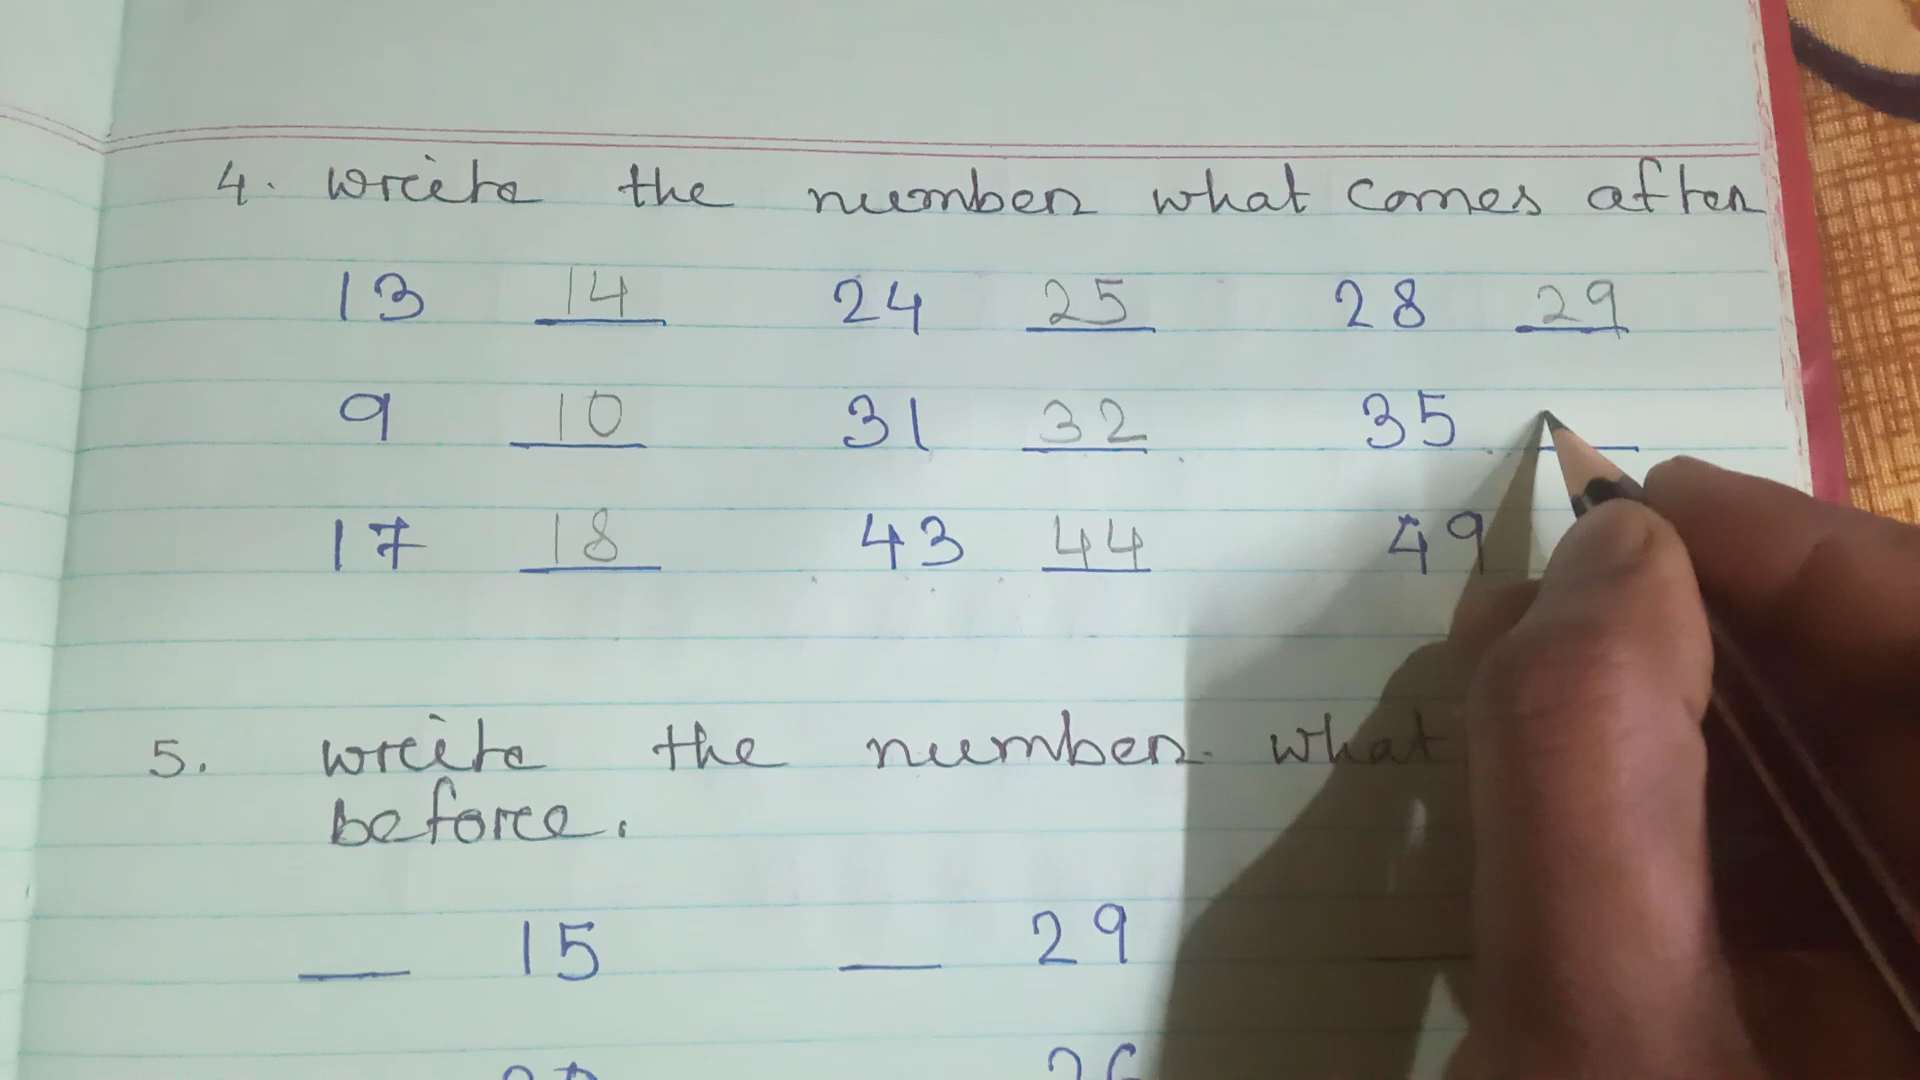 4. Write the number what comes after
13 14 24 25 28 29
9 10 31 32 35
17 18 43 44 49
5. write the number what
before.
15 29